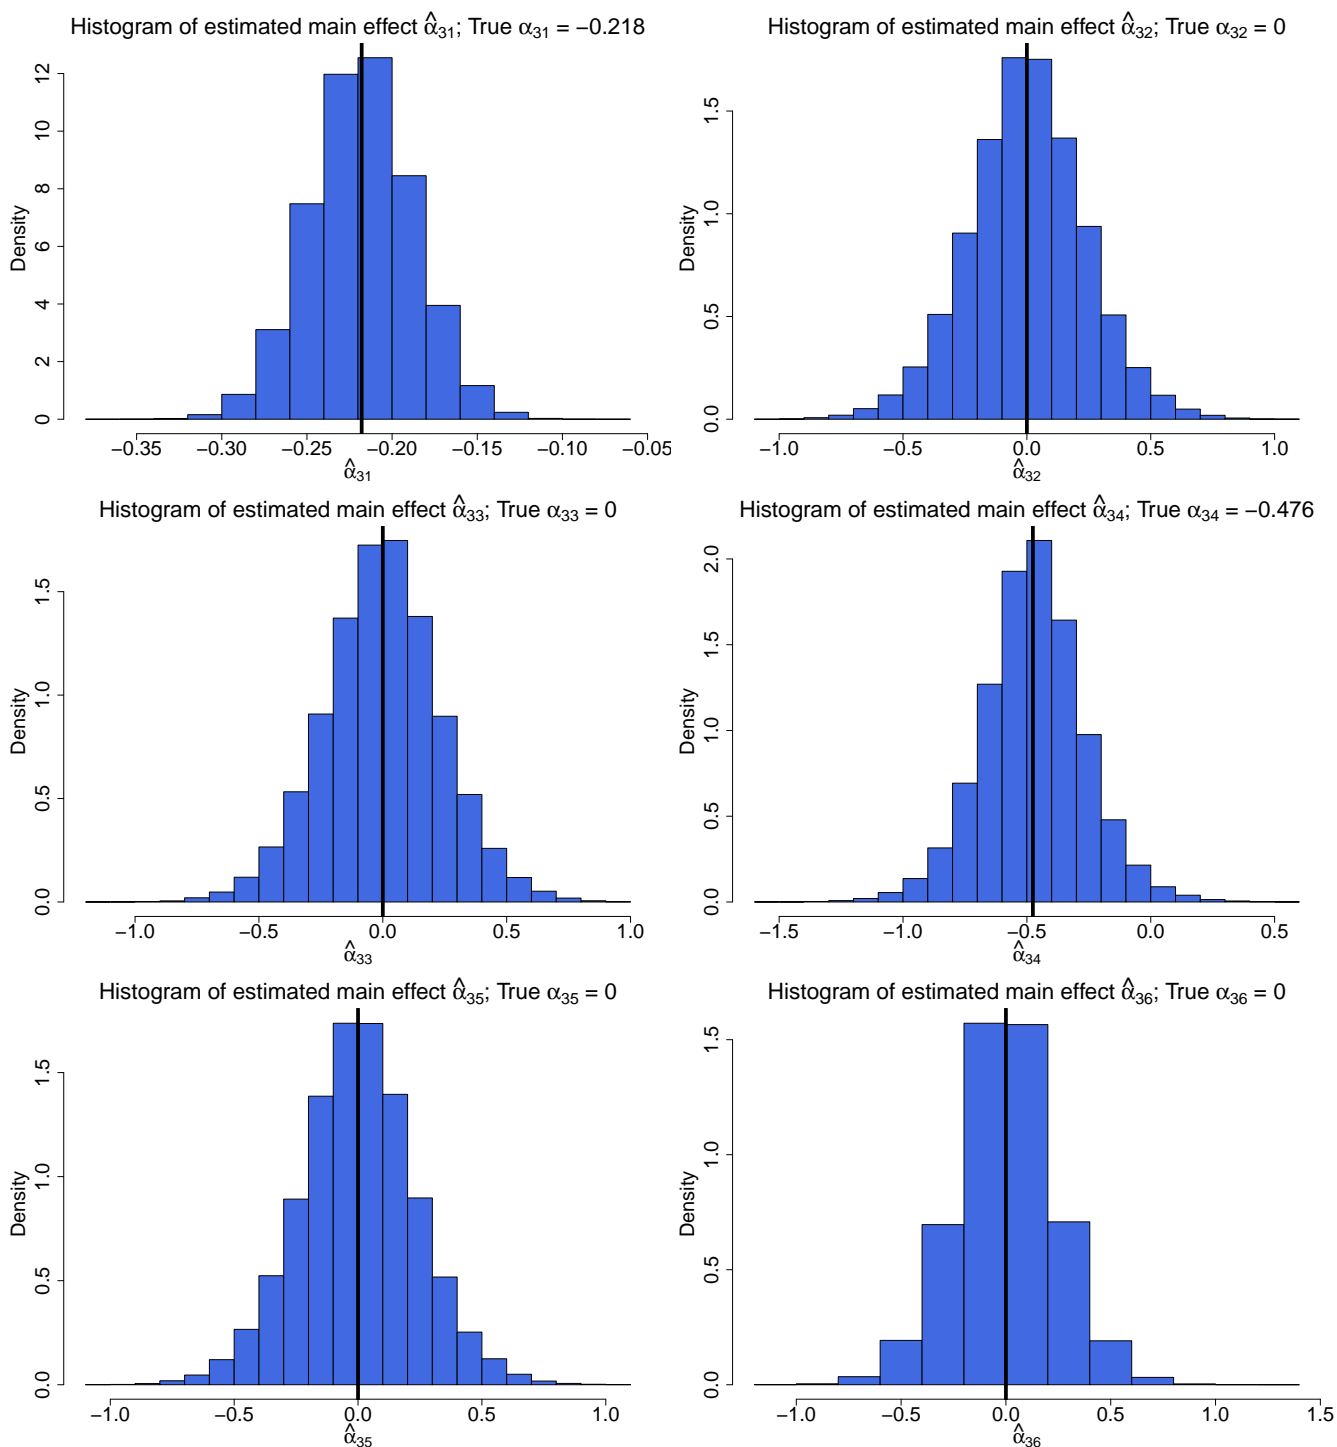 Histogram of estimated main effect α̂₃₁; True α₃₁ = −0.218
Density
0 2 4 6 8 10 12
−0.35 −0.30 −0.25 −0.20 −0.15 −0.10 −0.05
α̂₃₁
Histogram of estimated main effect α̂₃₂; True α₃₂ = 0
Density
0.0 0.5 1.0 1.5
−1.0 −0.5 0.0 0.5 1.0
α̂₃₂
Histogram of estimated main effect α̂₃₃; True α₃₃ = 0
Density
0.0 0.5 1.0 1.5
−1.0 −0.5 0.0 0.5 1.0
α̂₃₃
Histogram of estimated main effect α̂₃₄; True α₃₄ = −0.476
Density
0.0 0.5 1.0 1.5 2.0
−1.5 −1.0 −0.5 0.0 0.5
α̂₃₄
Histogram of estimated main effect α̂₃₅; True α₃₅ = 0
Density
0.0 0.5 1.0 1.5
−1.0 −0.5 0.0 0.5 1.0
α̂₃₅
Histogram of estimated main effect α̂₃₆; True α₃₆ = 0
Density
0.0 0.5 1.0 1.5
−1.0 −0.5 0.0 0.5 1.0 1.5
α̂₃₆